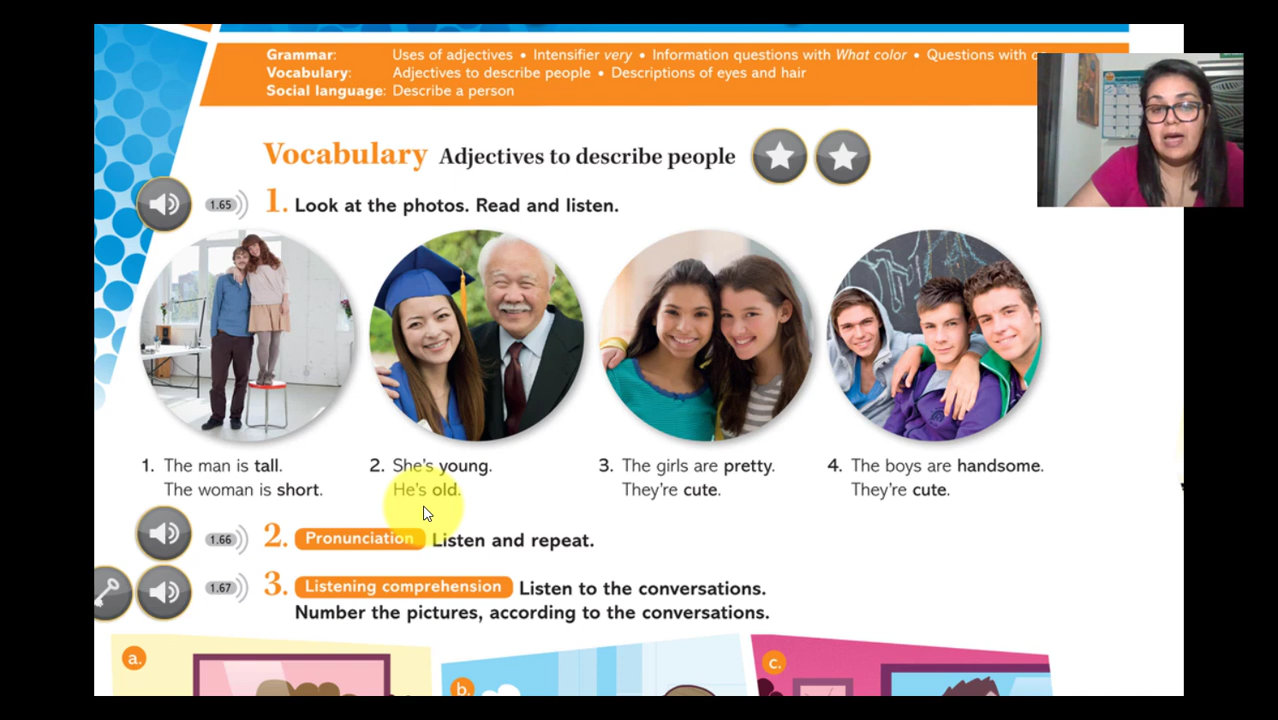 Grammar: Uses of adjectives • Intensifier very • Information questions with What color • Questions with
Vocabulary: Adjectives to describe people • Descriptions of eyes and hair
Social language: Describe a person
Vocabulary Adjectives to describe people
1.65 1. Look at the photos. Read and listen.
1. The man is tall.
The woman is short.
2. She's young.
He's old.
3. The girls are pretty.
They're cute.
4. The boys are handsome.
They're cute.
1.66 2. Pronunciation Listen and repeat.
1.67 3. Listening comprehension Listen to the conversations.
Number the pictures, according to the conversations.
a.
b.
c.